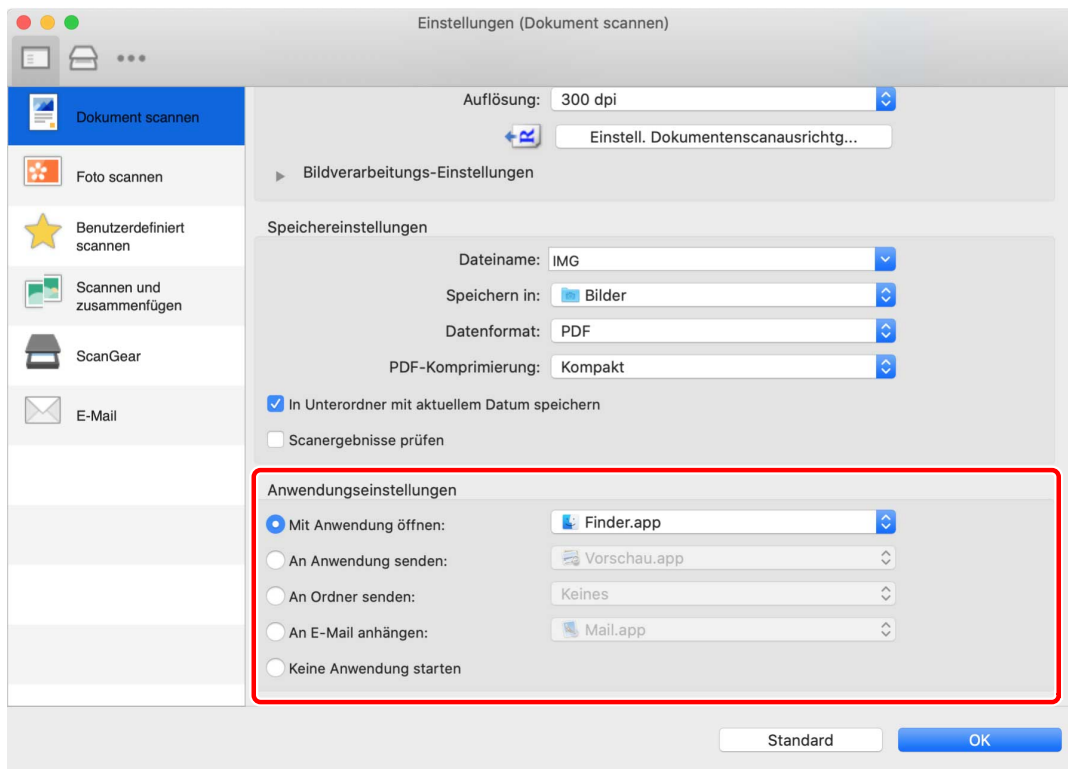 Einstellungen (Dokument scannen)
Dokument scannen
Foto scannen
Benutzerdefiniert
scannen
Scannen und
zusammenfügen
ScanGear
E-Mail
Auflösung: 300 dpi
Einstell. Dokumentenscanausrichtg...
Bildverarbeitungs-Einstellungen
Speichereinstellungen
Dateiname: IMG
Speichern in: Bilder
Datenformat: PDF
PDF-Komprimierung: Kompakt
In Unterordner mit aktuellem Datum speichern
Scanergebnisse prüfen
Anwendungseinstellungen
Mit Anwendung öffnen: Finder.app
An Anwendung senden: Vorschau.app
An Ordner senden: Keines
An E-Mail anhängen: Mail.app
Keine Anwendung starten
Standard OK